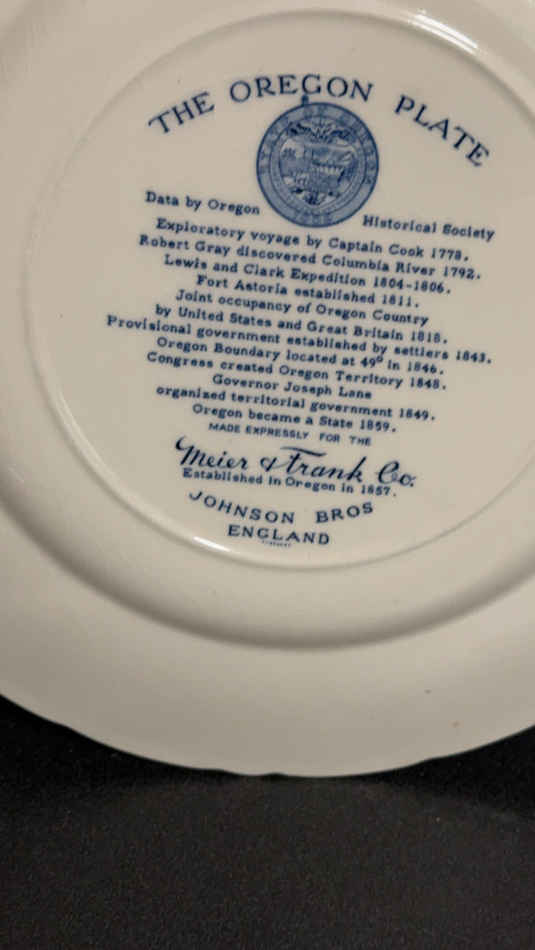 THE OREGON PLATE
Data by Oregon Historical Society
Exploratory voyage by Captain Cook 1778.
Robert Gray discovered Columbia River 1792.
Lewis and Clark Expedition 1804-1806.
Fort Astoria established 1811.
Joint occupancy of Oregon Country
by United States and Great Britain 1818.
Provisional government established by settlers 1843.
Oregon Boundary located at 49° in 1846.
Congress created Oregon Territory 1848.
Governor Joseph Lane
organized territorial government 1849.
Oregon became a State 1859.
MADE EXPRESSLY FOR THE
Meier & Frank Co.
Established in Oregon in 1857.
JOHNSON BROS
ENGLAND